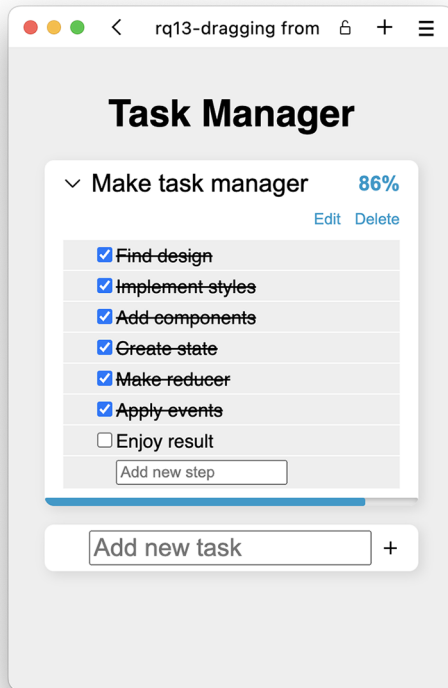 rq13-dragging from
Task Manager
Make task manager 86%
Edit Delete
Find design
Implement styles
Add components
Create state
Make reducer
Apply events
Enjoy result
Add new step
Add new task +